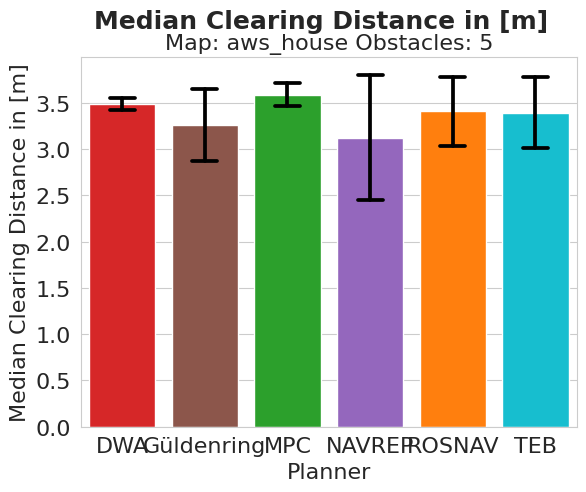 Median Clearing Distance in [m]
Map: aws_house Obstacles: 5
Median Clearing Distance in [m]
3.5
3.0
2.5
2.0
1.5
1.0
0.5
0.0
DWA Güldenring MPC NAVREP ROSNAV TEB
Planner